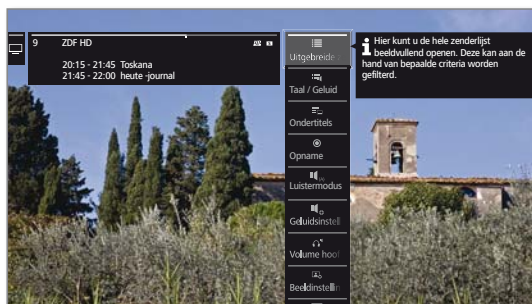 9 ZDF HD
20:15 - 21:45 Toskana
21:45 - 22:00 heute -journal
Uitgebreide
Taal / Geluid
Ondertitels
Opname
Luistermodus
Geluidsinstell
Volume hoof
Beeldinstellin
Hier kunt u de hele zenderlijst
beeldvullend openen. Deze kan aan de
hand van bepaalde criteria worden
gefilterd.